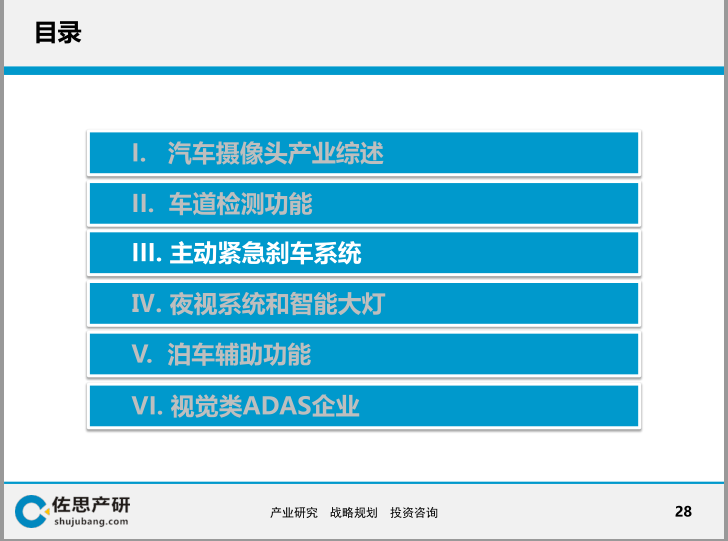 目录
I. 汽车摄像头产业综述
II. 车道检测功能
III. 主动紧急刹车系统
IV. 夜视系统和智能大灯
V. 泊车辅助功能
VI. 视觉类ADAS企业
佐思产研
shujubang.com
产业研究 战略规划 投资咨询
28